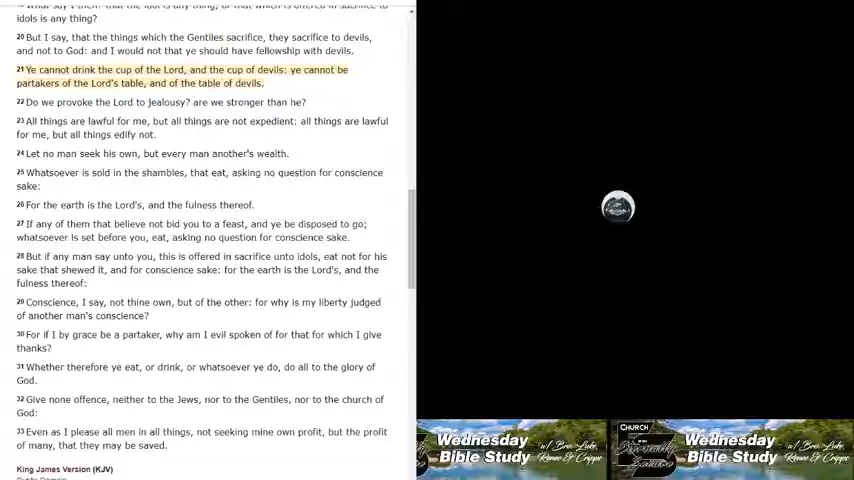 idols is any thing?
20 But I say, that the things which the Gentiles sacrifice, they sacrifice to devils,
and not to God: and I would not that ye should have fellowship with devils.
21 Ye cannot drink the cup of the Lord, and the cup of devils: ye cannot be
partakers of the Lord's table, and of the table of devils.
22 Do we provoke the Lord to jealousy? are we stronger than he?
23 All things are lawful for me, but all things are not expedient: all things are lawful
for me, but all things edify not.
24 Let no man seek his own, but every man another's wealth.
25 Whatsoever is sold in the shambles, that eat, asking no question for conscience
sake:
26 For the earth is the Lord's, and the fulness thereof.
27 If any of them that believe not bid you to a feast, and ye be disposed to go;
whatsoever is set before you, eat, asking no question for conscience sake.
28 But if any man say unto you, this is offered in sacrifice unto idols, eat not for his
sake that shewed it, and for conscience sake: for the earth is the Lord's, and the
fulness thereof:
29 Conscience, I say, not thine own, but of the other: for why is my liberty judged
of another man's conscience?
30 For if I by grace be a partaker, why am I evil spoken of for that for which I give
thanks?
31 Whether therefore ye eat, or drink, or whatsoever ye do, do all to the glory of
God.
32 Give none offence, neither to the Jews, nor to the Gentiles, nor to the church of
God:
33 Even as I please all men in all things, not seeking mine own profit, but the profit
of many, that they may be saved.
King James Version (KJV)
Wednesday
Bible Study
w/ Bro. Luke,
Renee & Cripps
CHURCH
OF THE
Eternally
Secure
Wednesday
Bible Study
w/ Bro. Luke,
Renee & Cripps